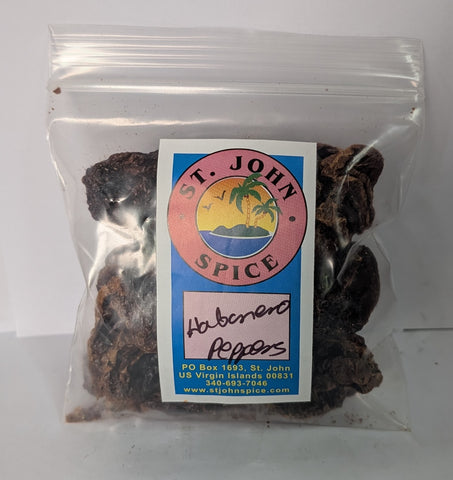 ST. JOHN •
SPICE
Habanero
Peppers
PO Box 1693, St. John
US Virgin Islands 00831
340-693-7046
www.stjohnspice.com